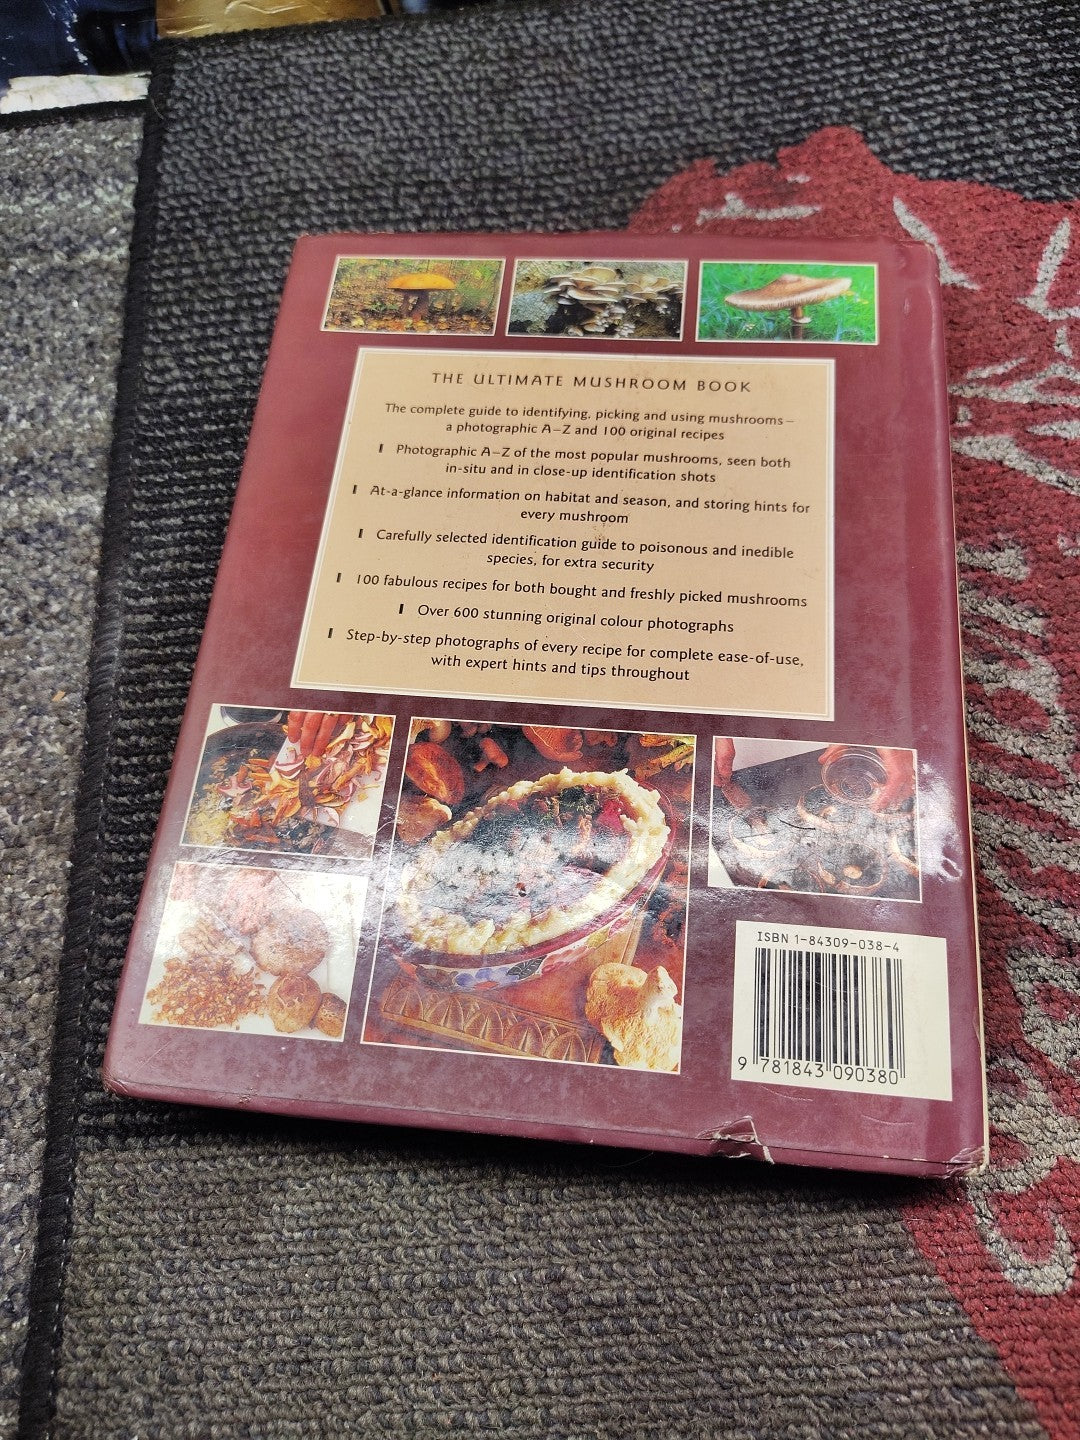 THE ULTIMATE MUSHROOM BOOK
The complete guide to identifying, picking and using mushrooms –
a photographic A–Z and 100 original recipes
Photographic A–Z of the most popular mushrooms, seen both
in-situ and in close-up identification shots
At-a-glance information on habitat and season, and storing hints for
every mushroom
Carefully selected identification guide to poisonous and inedible
species, for extra security
100 fabulous recipes for both bought and freshly picked mushrooms
Over 600 stunning original colour photographs
Step-by-step photographs of every recipe for complete ease-of-use,
with expert hints and tips throughout
ISBN 1-84309-038-4
9 781843 090380